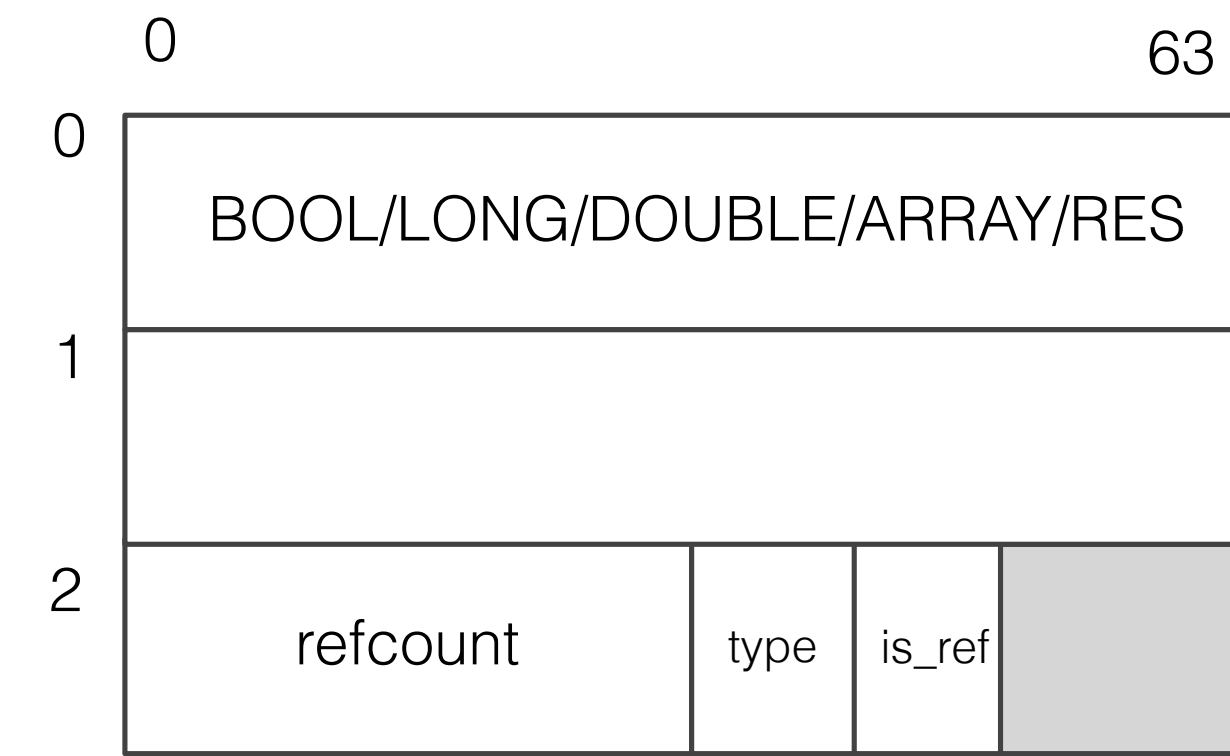 0 63
0
BOOL/LONG/DOUBLE/ARRAY/RES
1
2
refcount type is_ref